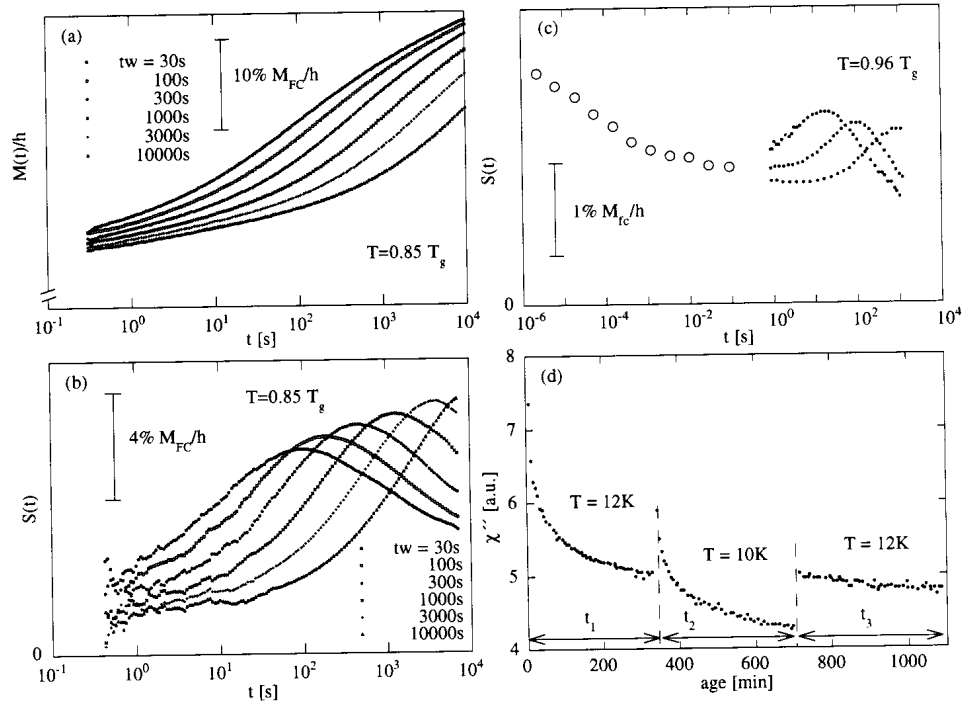 (a)
tw = 30s
100s
300s
1000s
3000s
10000s
10% M_FC/h
M(t)/h
T=0.85 T_g
10^-1 10^0 10^1 10^2 10^3 10^4
t [s]
(c)
T=0.96 T_g
S(t)
1% M_fc/h
0
10^-6 10^-4 10^-2 10^0 10^2 10^4
t [s]
(b)
T=0.85 T_g
4% M_FC/h
S(t)
tw = 30s
100s
300s
1000s
3000s
10000s
0
10^-1 10^0 10^1 10^2 10^3 10^4
t [s]
(d)
8
7
6
5
4
χ´´ [a.u.]
T = 12K
T = 10K
T = 12K
t_1
t_2
t_3
0 200 400 600 800 1000
age [min]